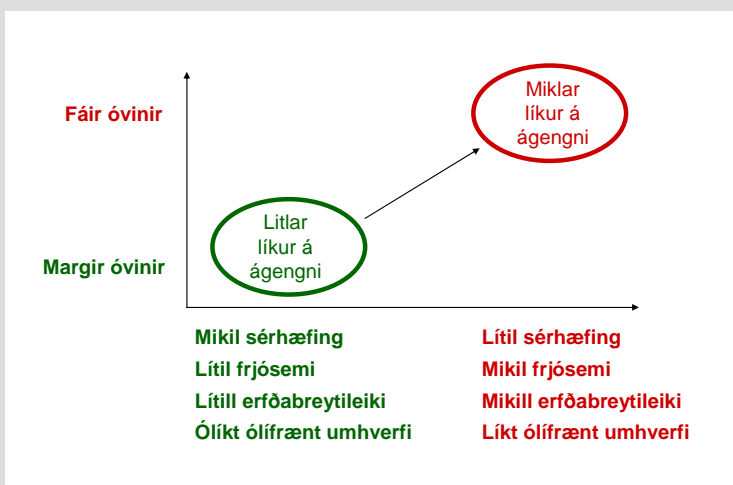 Fáir óvinir
Miklar
líkur á
ágengni
Litlar
líkur á
ágengni
Margir óvinir
Mikil sérhæfing
Lítil frjósemi
Lítill erfðabreytileiki
Ólíkt ólífrænt umhverfi
Lítil sérhæfing
Mikil frjósemi
Mikill erfðabreytileiki
Líkt ólífrænt umhverfi